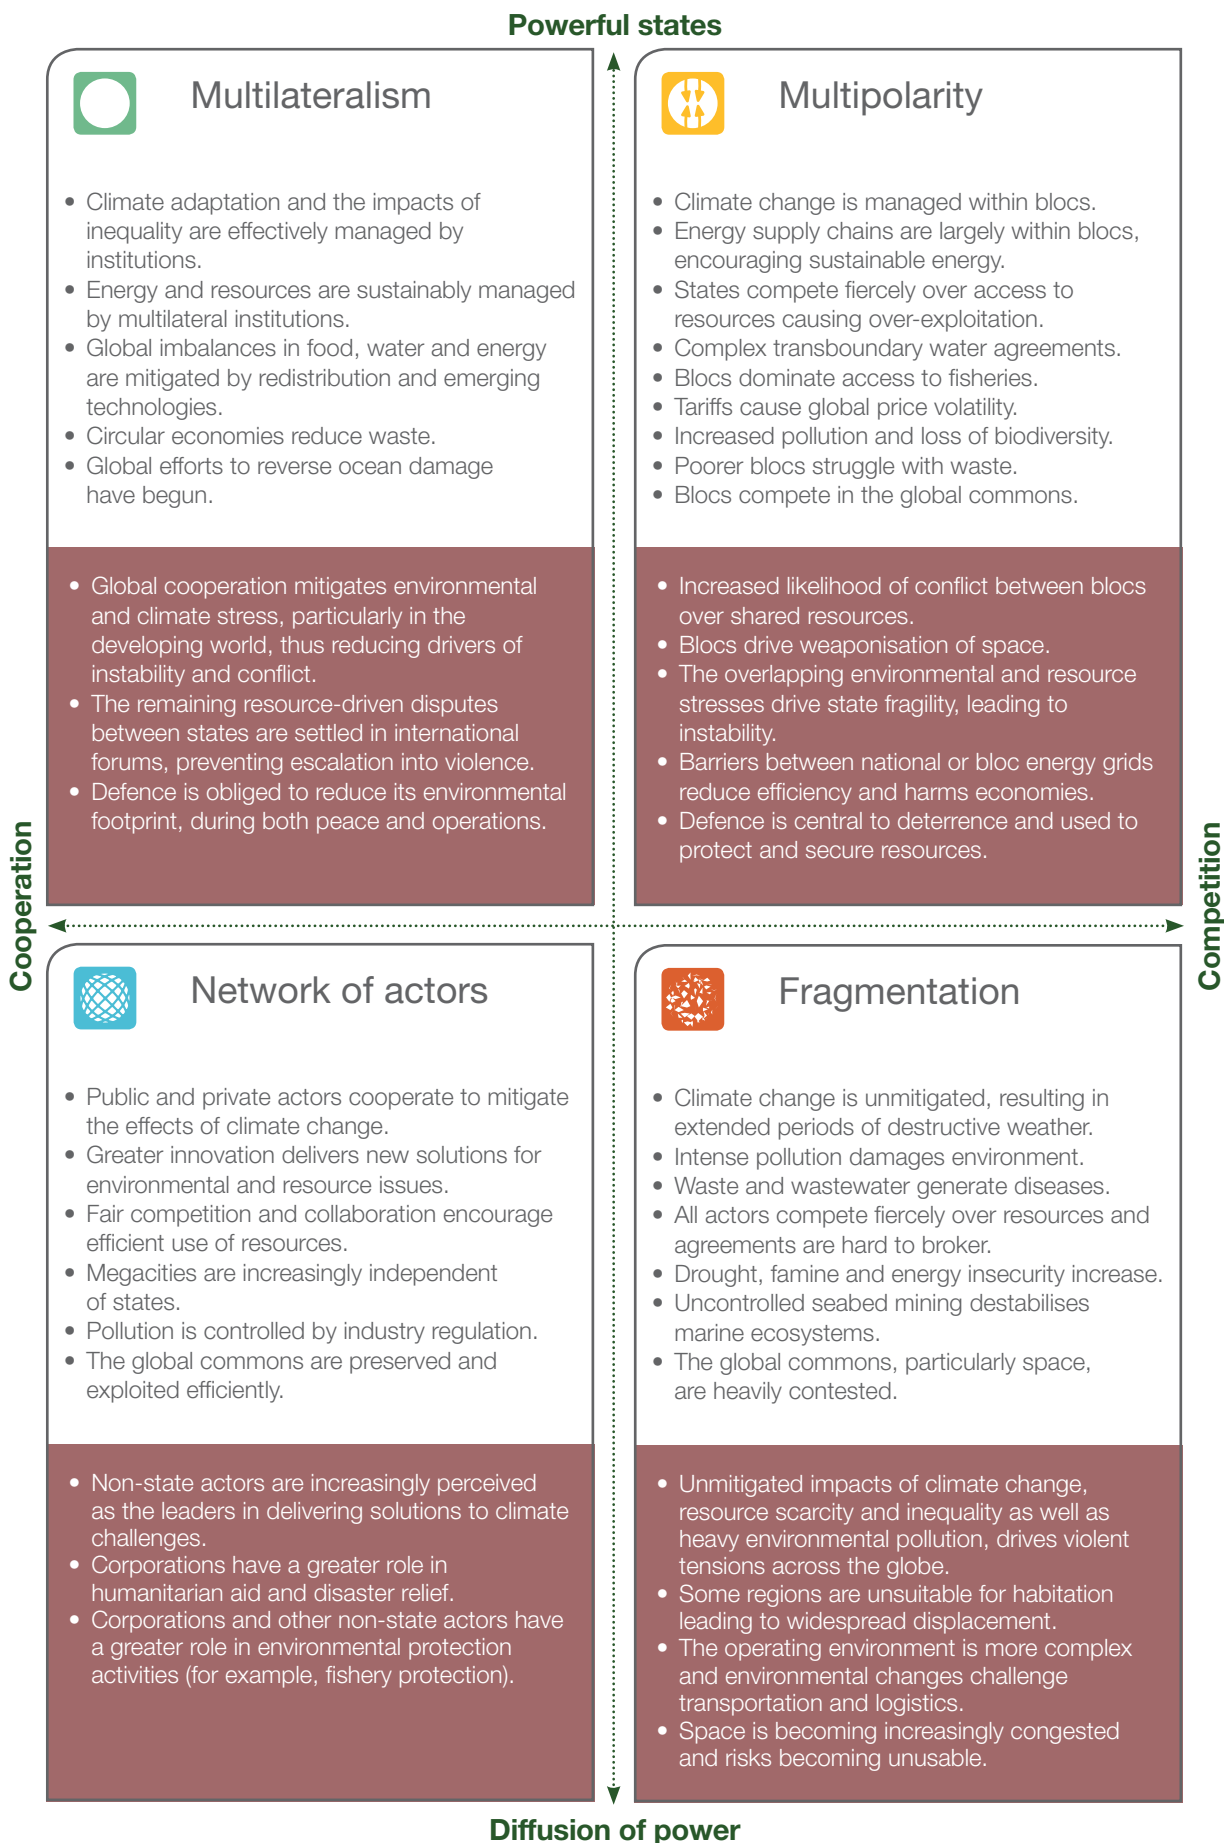 Powerful states
Multilateralism
• Climate adaptation and the impacts of
inequality are effectively managed by
institutions.
• Energy and resources are sustainably managed
by multilateral institutions.
• Global imbalances in food, water and energy
are mitigated by redistribution and emerging
technologies.
• Circular economies reduce waste.
• Global efforts to reverse ocean damage
have begun.
• Global cooperation mitigates environmental
and climate stress, particularly in the
developing world, thus reducing drivers of
instability and conflict.
• The remaining resource-driven disputes
between states are settled in international
forums, preventing escalation into violence.
• Defence is obliged to reduce its environmental
footprint, during both peace and operations.
Multipolarity
• Climate change is managed within blocs.
• Energy supply chains are largely within blocs,
encouraging sustainable energy.
• States compete fiercely over access to
resources causing over-exploitation.
• Complex transboundary water agreements.
• Blocs dominate access to fisheries.
• Tariffs cause global price volatility.
• Increased pollution and loss of biodiversity.
• Poorer blocs struggle with waste.
• Blocs compete in the global commons.
• Increased likelihood of conflict between blocs
over shared resources.
• Blocs drive weaponisation of space.
• The overlapping environmental and resource
stresses drive state fragility, leading to
instability.
• Barriers between national or bloc energy grids
reduce efficiency and harms economies.
• Defence is central to deterrence and used to
protect and secure resources.
Cooperation
Competition
Network of actors
• Public and private actors cooperate to mitigate
the effects of climate change.
• Greater innovation delivers new solutions for
environmental and resource issues.
• Fair competition and collaboration encourage
efficient use of resources.
• Megacities are increasingly independent
of states.
• Pollution is controlled by industry regulation.
• The global commons are preserved and
exploited efficiently.
• Non-state actors are increasingly perceived
as the leaders in delivering solutions to climate
challenges.
• Corporations have a greater role in
humanitarian aid and disaster relief.
• Corporations and other non-state actors have
a greater role in environmental protection
activities (for example, fishery protection).
Fragmentation
• Climate change is unmitigated, resulting in
extended periods of destructive weather.
• Intense pollution damages environment.
• Waste and wastewater generate diseases.
• All actors compete fiercely over resources and
agreements are hard to broker.
• Drought, famine and energy insecurity increase.
• Uncontrolled seabed mining destabilises
marine ecosystems.
• The global commons, particularly space,
are heavily contested.
• Unmitigated impacts of climate change,
resource scarcity and inequality as well as
heavy environmental pollution, drives violent
tensions across the globe.
• Some regions are unsuitable for habitation
leading to widespread displacement.
• The operating environment is more complex
and environmental changes challenge
transportation and logistics.
• Space is becoming increasingly congested
and risks becoming unusable.
Diffusion of power